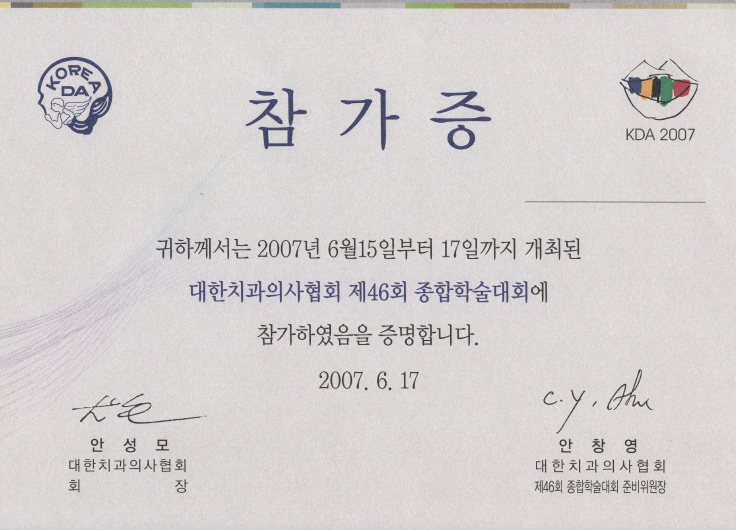 KOREA
DA
참가증
KDA 2007
귀하께서는 2007년 6월15일부터 17일까지 개최된
대한치과의사협회 제46회 종합학술대회에
참가하였음을 증명합니다.
2007. 6. 17
C.Y. Ahn
안성모
대한치과의사협회
회장
안창영
대한치과의사협회
제46회 종합학술대회 준비위원장